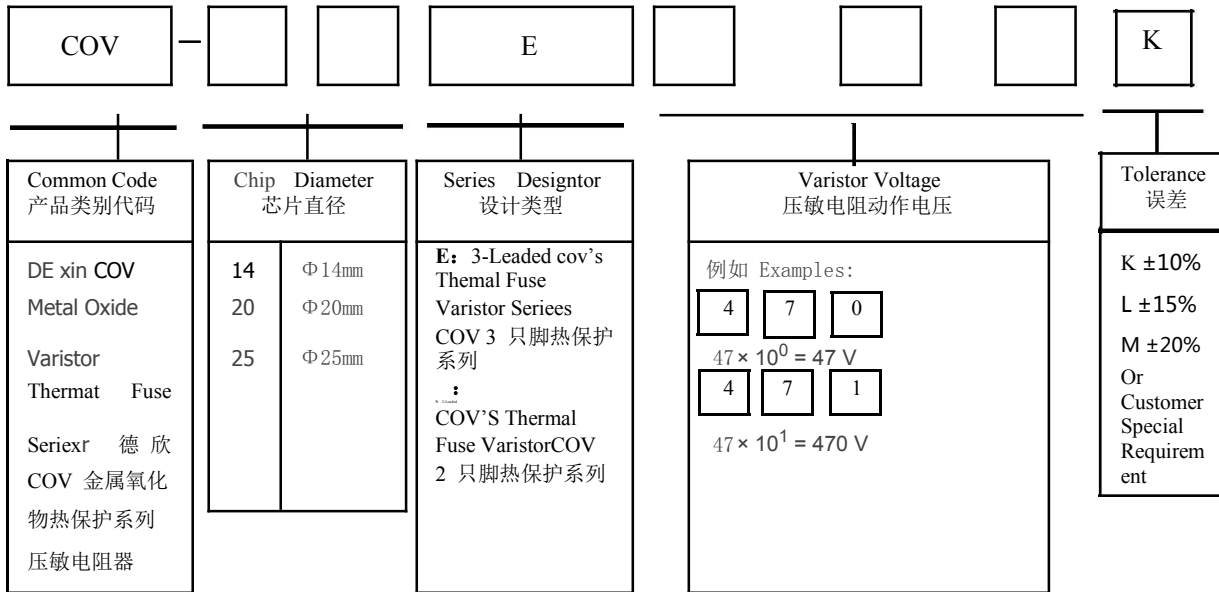 COV — E K
Common Code
产品类别代码
Chip Diameter
芯片直径
Series Designtor
设计类型
Varistor Voltage
压敏电阻动作电压
Tolerance
误差
DE xin COV
Metal Oxide
Varistor
Thermat Fuse
Seriexr 德 欣
COV 金属氧化
物热保护系列
压敏电阻器
14 Φ14mm
20 Φ20mm
25 Φ25mm
E: 3-Leaded cov's
Themal Fuse
Varistor Seriees
COV 3 只脚热保护
系列
:
COV'S Thermal
Fuse VaristorCOV
2 只脚热保护系列
例如 Examples:
4 7 0
47 × 10⁰ = 47 V
4 7 1
47 × 10¹ = 470 V
K ±10%
L ±15%
M ±20%
Or
Customer
Special
Requirem
ent